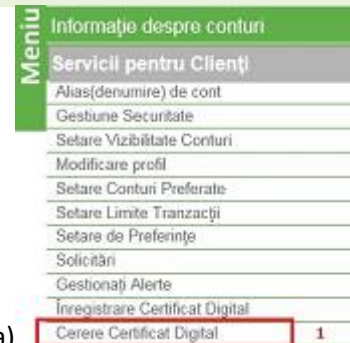 Meniu
Informaţie despre conturi
Servicii pentru Clienţi
Alias(denumire) de cont
Gestiune Securitate
Setare Vizibilitate Conturi
Modificare profil
Setare Conturi Preferate
Setare Limite Tranzacţii
Setare de Preferinţe
Solicitări
Gestionaţi Alerte
Înregistrare Certificat Digital
a) Cerere Certificat Digital 1